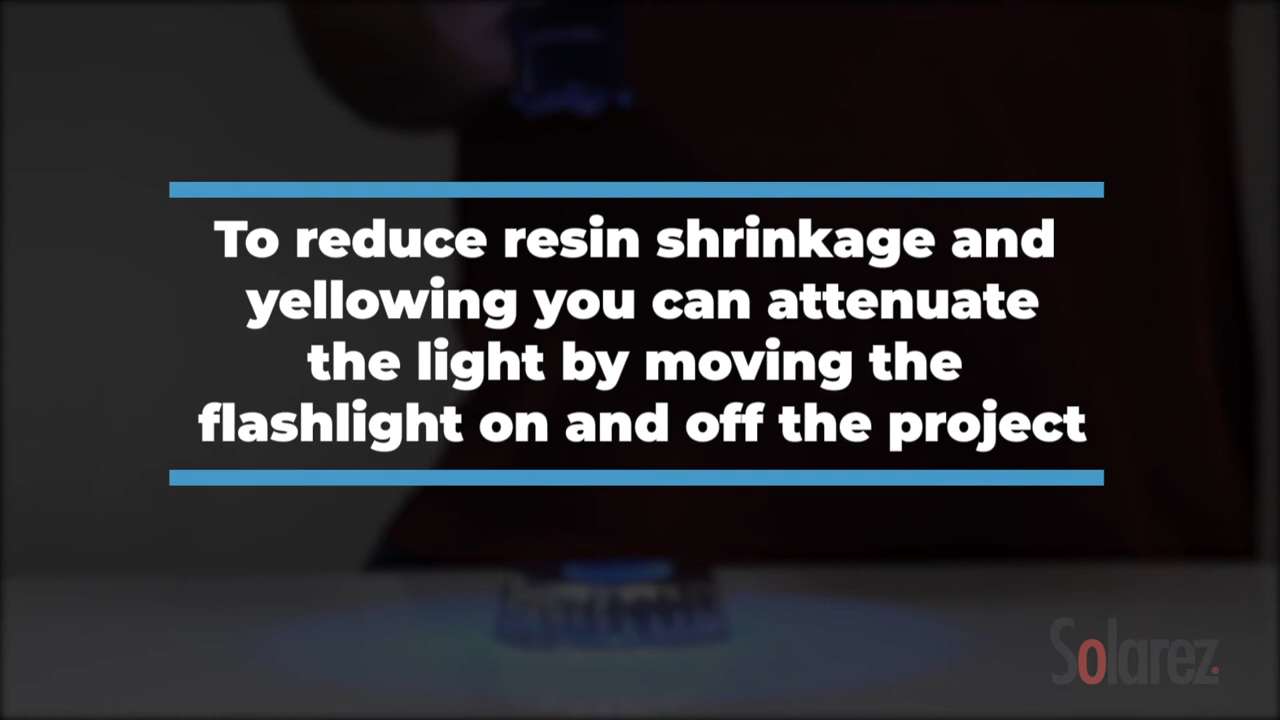 To reduce resin shrinkage and
yellowing you can attenuate
the light by moving the
flashlight on and off the project
Solarez